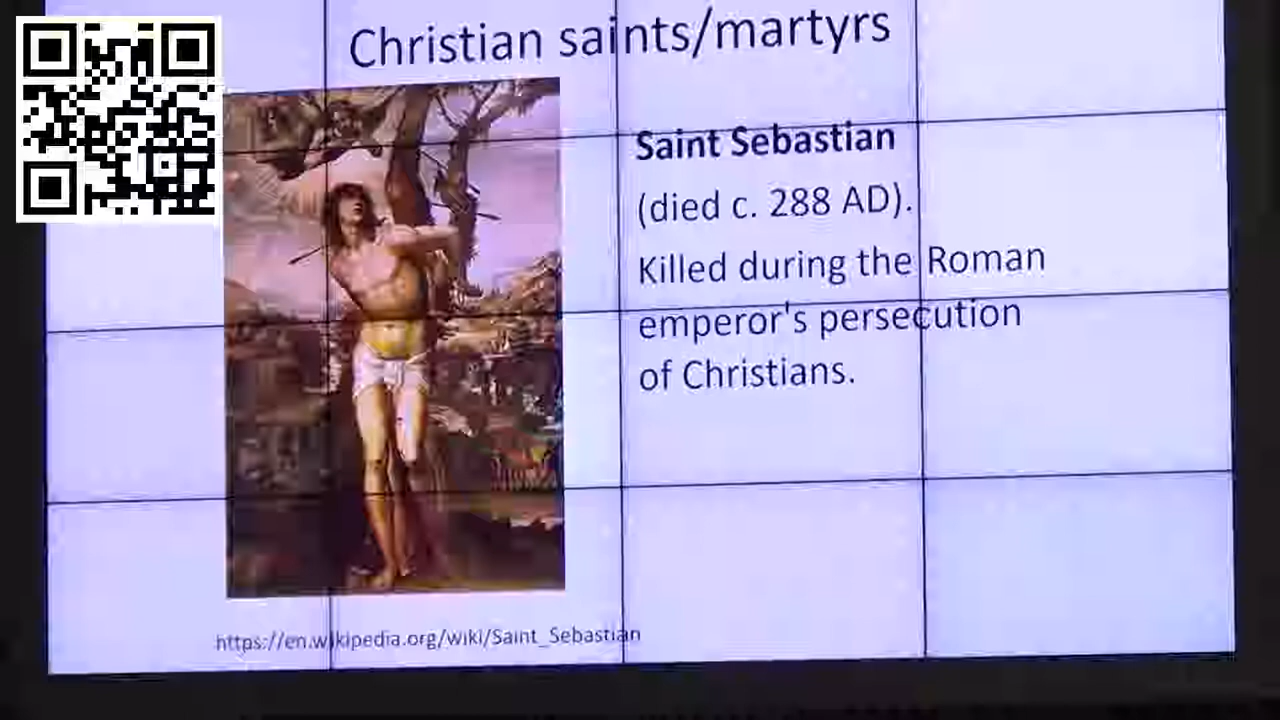 Christian saints/martyrs
Saint Sebastian
(died c. 288 AD).
Killed during the Roman
emperor's persecution
of Christians.
https://en.wikipedia.org/wiki/Saint_Sebastian